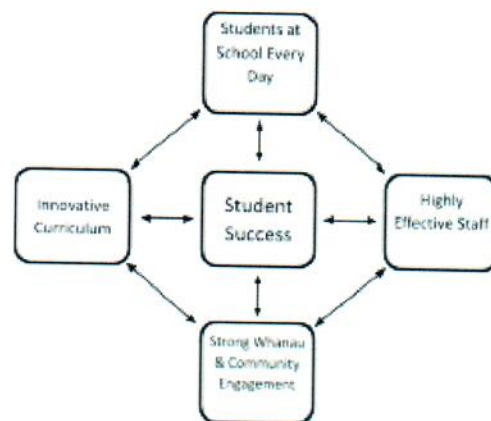 Students at
School Every
Day
Innovative
Curriculum
Student
Success
Highly
Effective Staff
Strong Whanau
& Community
Engagement